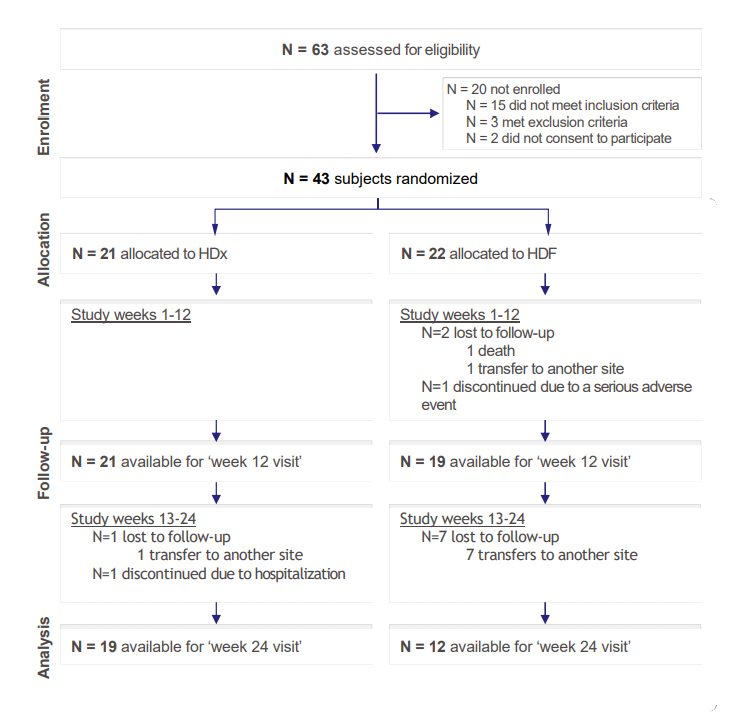 N = 63 assessed for eligibility
Enrolment
N = 20 not enrolled
N = 15 did not meet inclusion criteria
N = 3 met exclusion criteria
N = 2 did not consent to participate
N = 43 subjects randomized
Allocation
N = 21 allocated to HDx
N = 22 allocated to HDF
Study weeks 1-12
Study weeks 1-12
N=2 lost to follow-up
1 death
1 transfer to another site
N=1 discontinued due to a serious adverse
event
Follow-up
N = 21 available for ‘week 12 visit’
N = 19 available for ‘week 12 visit’
Study weeks 13-24
N=1 lost to follow-up
1 transfer to another site
N=1 discontinued due to hospitalization
Study weeks 13-24
N=7 lost to follow-up
7 transfers to another site
Analysis
N = 19 available for ‘week 24 visit’
N = 12 available for ‘week 24 visit’